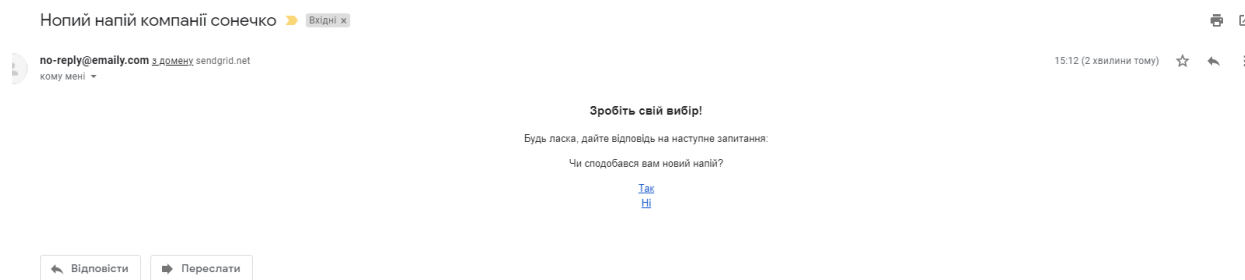 Нопий напій компанії сонечко Вхідні ×
no-reply@emaily.com з домену sendgrid.net 15:12 (2 хвилини тому)
кому мені
Зробіть свій вибір!
Будь ласка, дайте відповідь на наступне запитання:
Чи сподобався вам новий напій?
Так
Ні
Відповісти Переслати